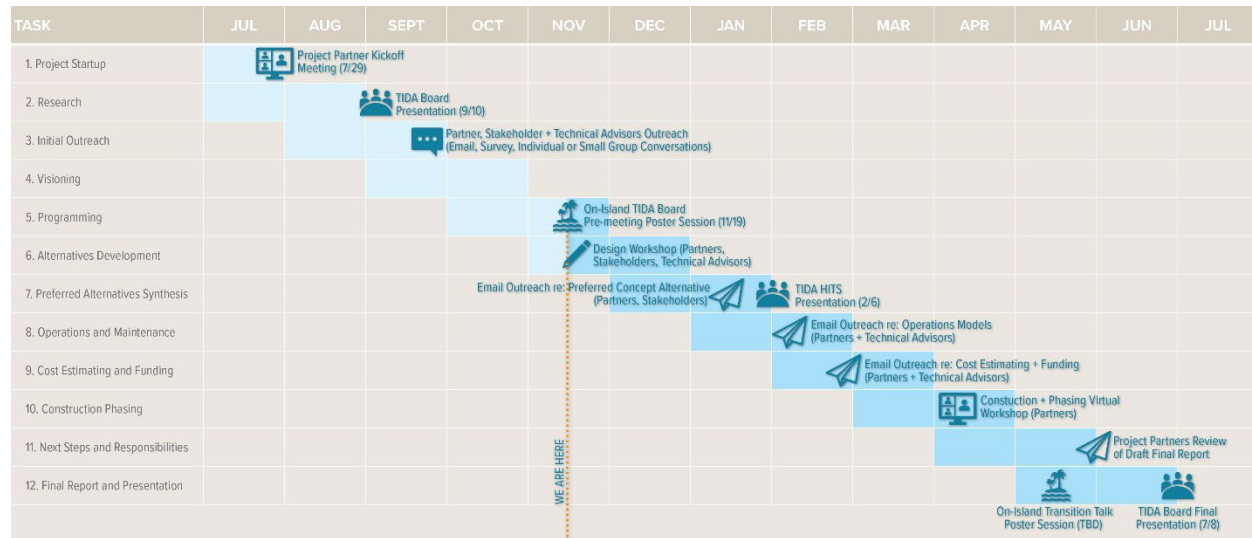 TASK JUL AUG SEPT OCT NOV DEC JAN FEB MAR APR MAY JUN JUL
1. Project Startup
Project Partner Kickoff
Meeting (7/29)
2. Research
TIDA Board
Presentation (9/10)
3. Initial Outreach
Partner, Stakeholder + Technical Advisors Outreach
(Email, Survey, Individual or Small Group Conversations)
4. Visioning
5. Programming
On-Island TIDA Board
Pre-meeting Poster Session (11/19)
6. Alternatives Development
Design Workshop (Partners,
Stakeholders, Technical Advisors)
7. Preferred Alternatives Synthesis
Email Outreach re: Preferred Concept Alternative
(Partners, Stakeholders)
TIDA HITS
Presentation (2/6)
8. Operations and Maintenance
Email Outreach re: Operations Models
(Partners + Technical Advisors)
9. Cost Estimating and Funding
Email Outreach re: Cost Estimating + Funding
(Partners + Technical Advisors)
10. Construction Phasing
Constuction + Phasing Virtual
Workshop (Partners)
11. Next Steps and Responsibilities
Project Partners Review
of Draft Final Report
WE ARE HERE
12. Final Report and Presentation
On-Island Transition Talk
Poster Session (TBD)
TIDA Board Final
Presentation (7/8)